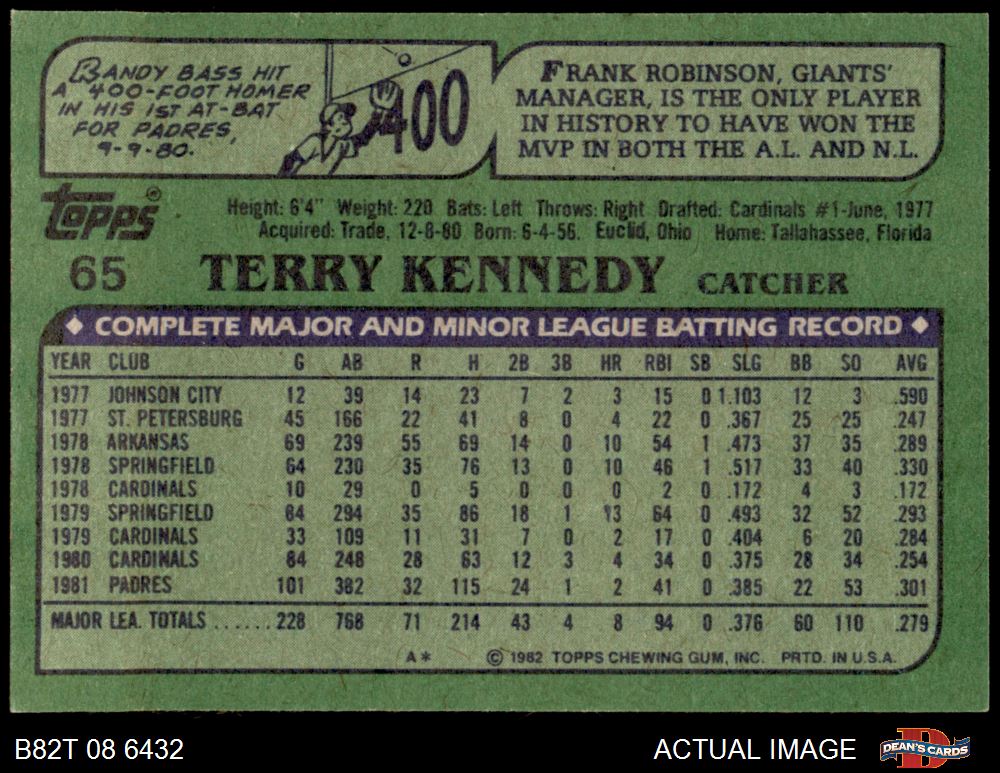 RANDY BASS HIT
A 400-FOOT HOMER
IN HIS 1ST AT-BAT
FOR PADRES,
9-9-80.
400
FRANK ROBINSON, GIANTS'
MANAGER, IS THE ONLY PLAYER
IN HISTORY TO HAVE WON THE
MVP IN BOTH THE A.L. AND N.L.
Topps®
Height: 6'4" Weight: 220 Bats: Left Throws: Right Drafted: Cardinals #1-June, 1977
Acquired: Trade, 12-8-80 Born: 6-4-56. Euclid, Ohio Home: Tallahassee, Florida
65 TERRY KENNEDY CATCHER
◆ COMPLETE MAJOR AND MINOR LEAGUE BATTING RECORD ◆
YEAR CLUB G AB R H 2B 3B HR RBI SB SLG BB SO AVG
1977 JOHNSON CITY 12 39 14 23 7 2 3 15 0 1.103 12 3 .590
1977 ST. PETERSBURG 45 166 22 41 8 0 4 22 0 .367 25 25 .247
1978 ARKANSAS 69 239 55 69 14 0 10 54 1 .473 37 35 .289
1978 SPRINGFIELD 64 230 35 76 13 0 10 46 1 .517 33 40 .330
1978 CARDINALS 10 29 0 5 0 0 0 2 0 .172 4 3 .172
1979 SPRINGFIELD 84 294 35 86 18 1 13 64 0 .493 32 52 .293
1979 CARDINALS 33 109 11 31 7 0 2 17 0 .404 6 20 .284
1980 CARDINALS 84 248 28 63 12 3 4 34 0 .375 28 34 .254
1981 PADRES 101 382 32 115 24 1 2 41 0 .385 22 53 .301
MAJOR LEA. TOTALS ......228 768 71 214 43 4 8 94 0 .376 60 110 .279
A* © 1982 TOPPS CHEWING GUM, INC. PRTD. IN U.S.A.
B82T 08 6432 ACTUAL IMAGE DEAN'S CARDS